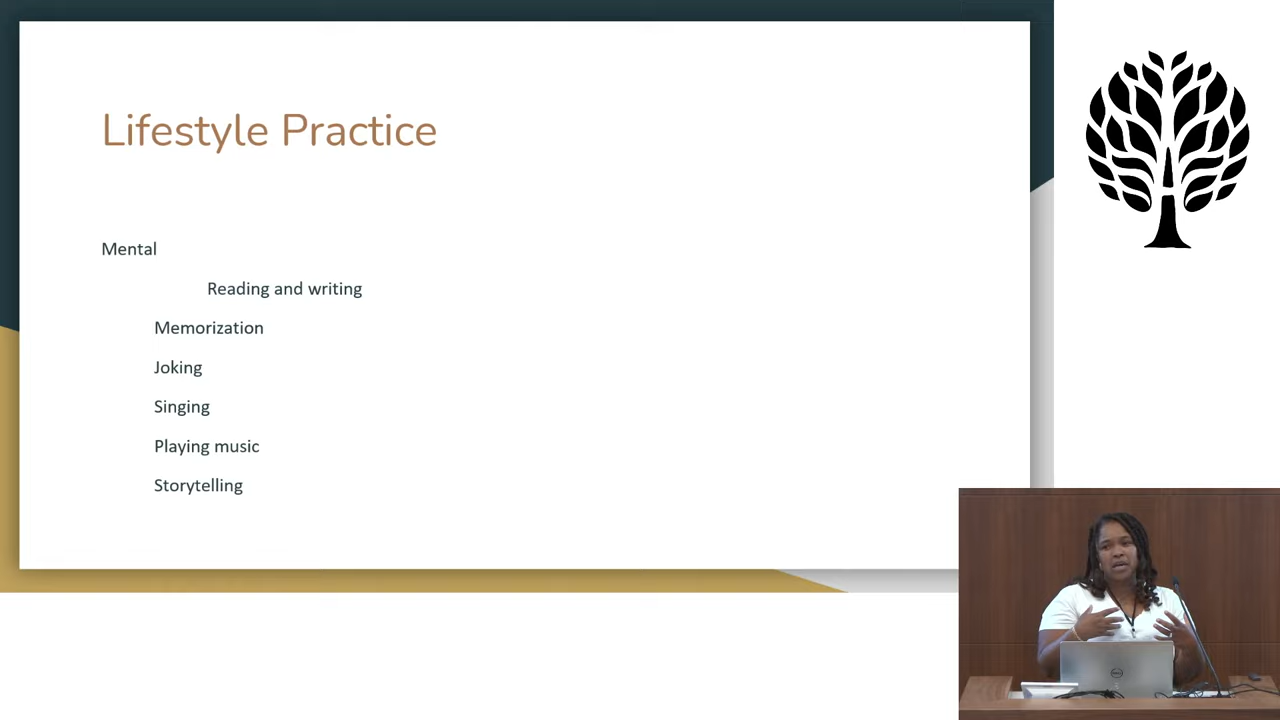 Lifestyle Practice
Mental
Reading and writing
Memorization
Joking
Singing
Playing music
Storytelling